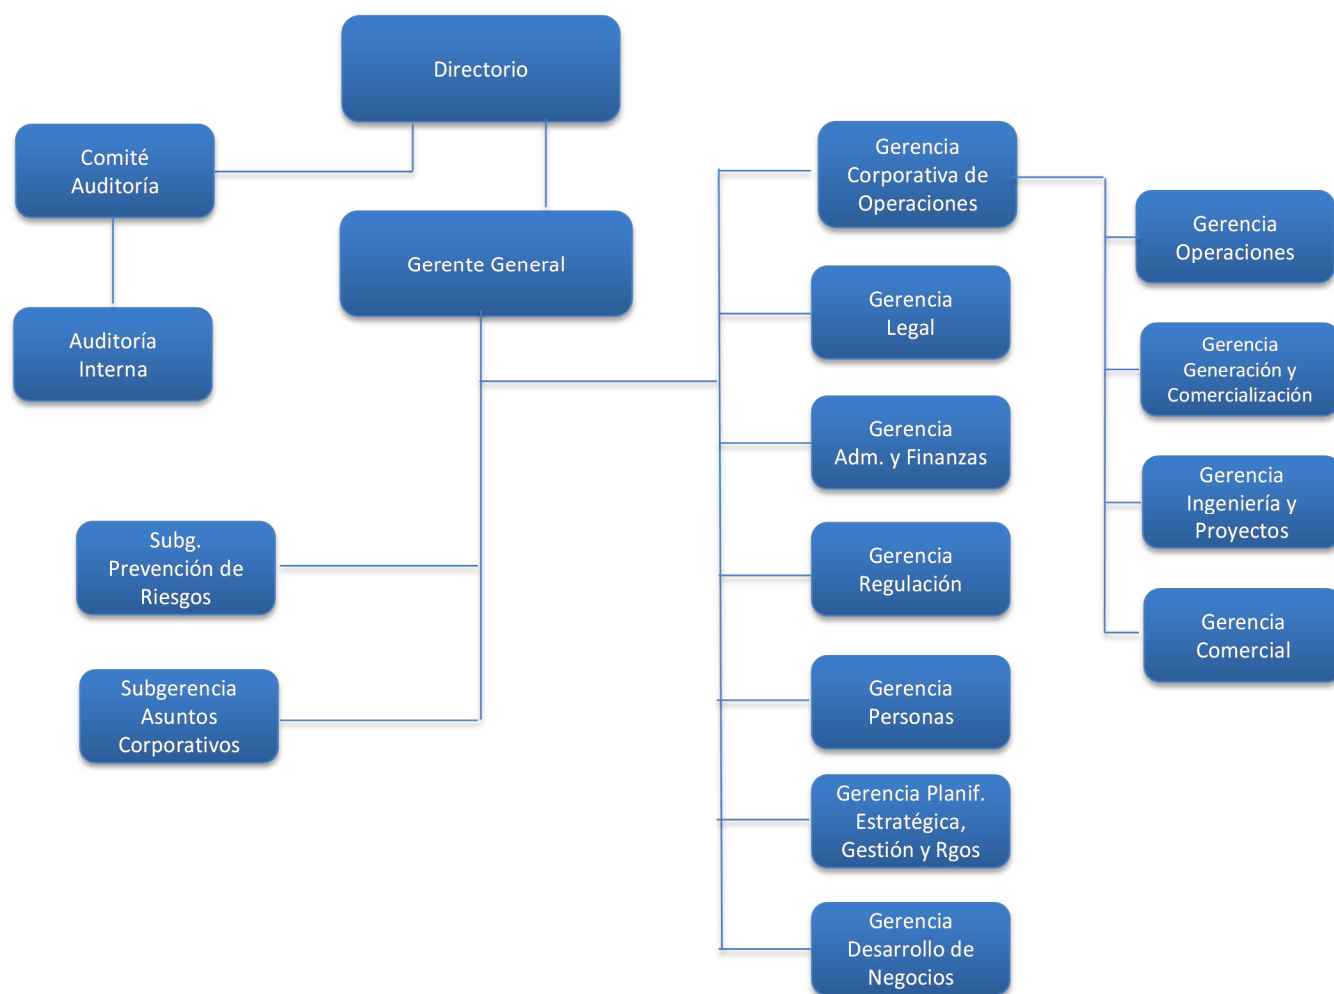 Directorio
Comité
Auditoría
Auditoría
Interna
Gerente General
Subg.
Prevención de
Riesgos
Subgerencia
Asuntos
Corporativos
Gerencia
Corporativa de
Operaciones
Gerencia
Legal
Gerencia
Adm. y Finanzas
Gerencia
Regulación
Gerencia
Personas
Gerencia Planif.
Estratégica,
Gestión y Rgos
Gerencia
Desarrollo de
Negocios
Gerencia
Operaciones
Gerencia
Generación y
Comercialización
Gerencia
Ingeniería y
Proyectos
Gerencia
Comercial